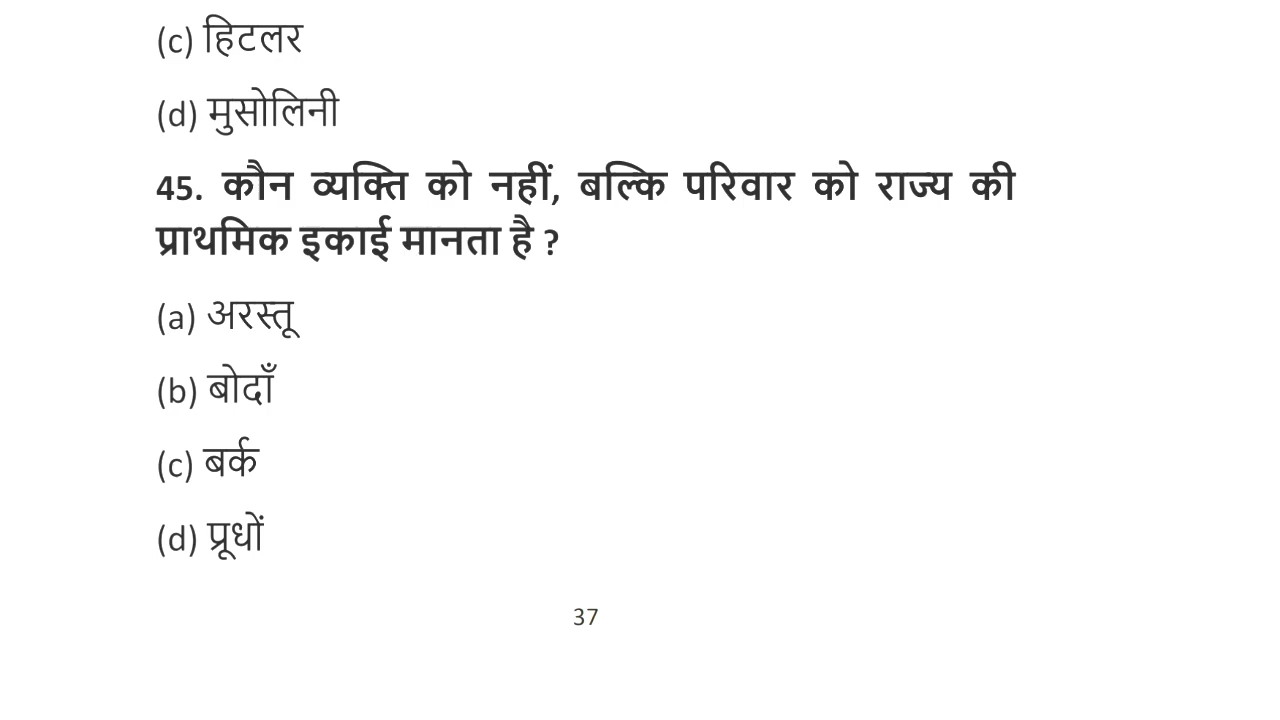 (c) हिटलर
(d) मुसोलिनी
45. कौन व्यक्ति को नहीं, बल्कि परिवार को राज्य की
प्राथमिक इकाई मानता है ?
(a) अरस्तू
(b) बोदाँ
(c) बर्क
(d) प्रूधों
37